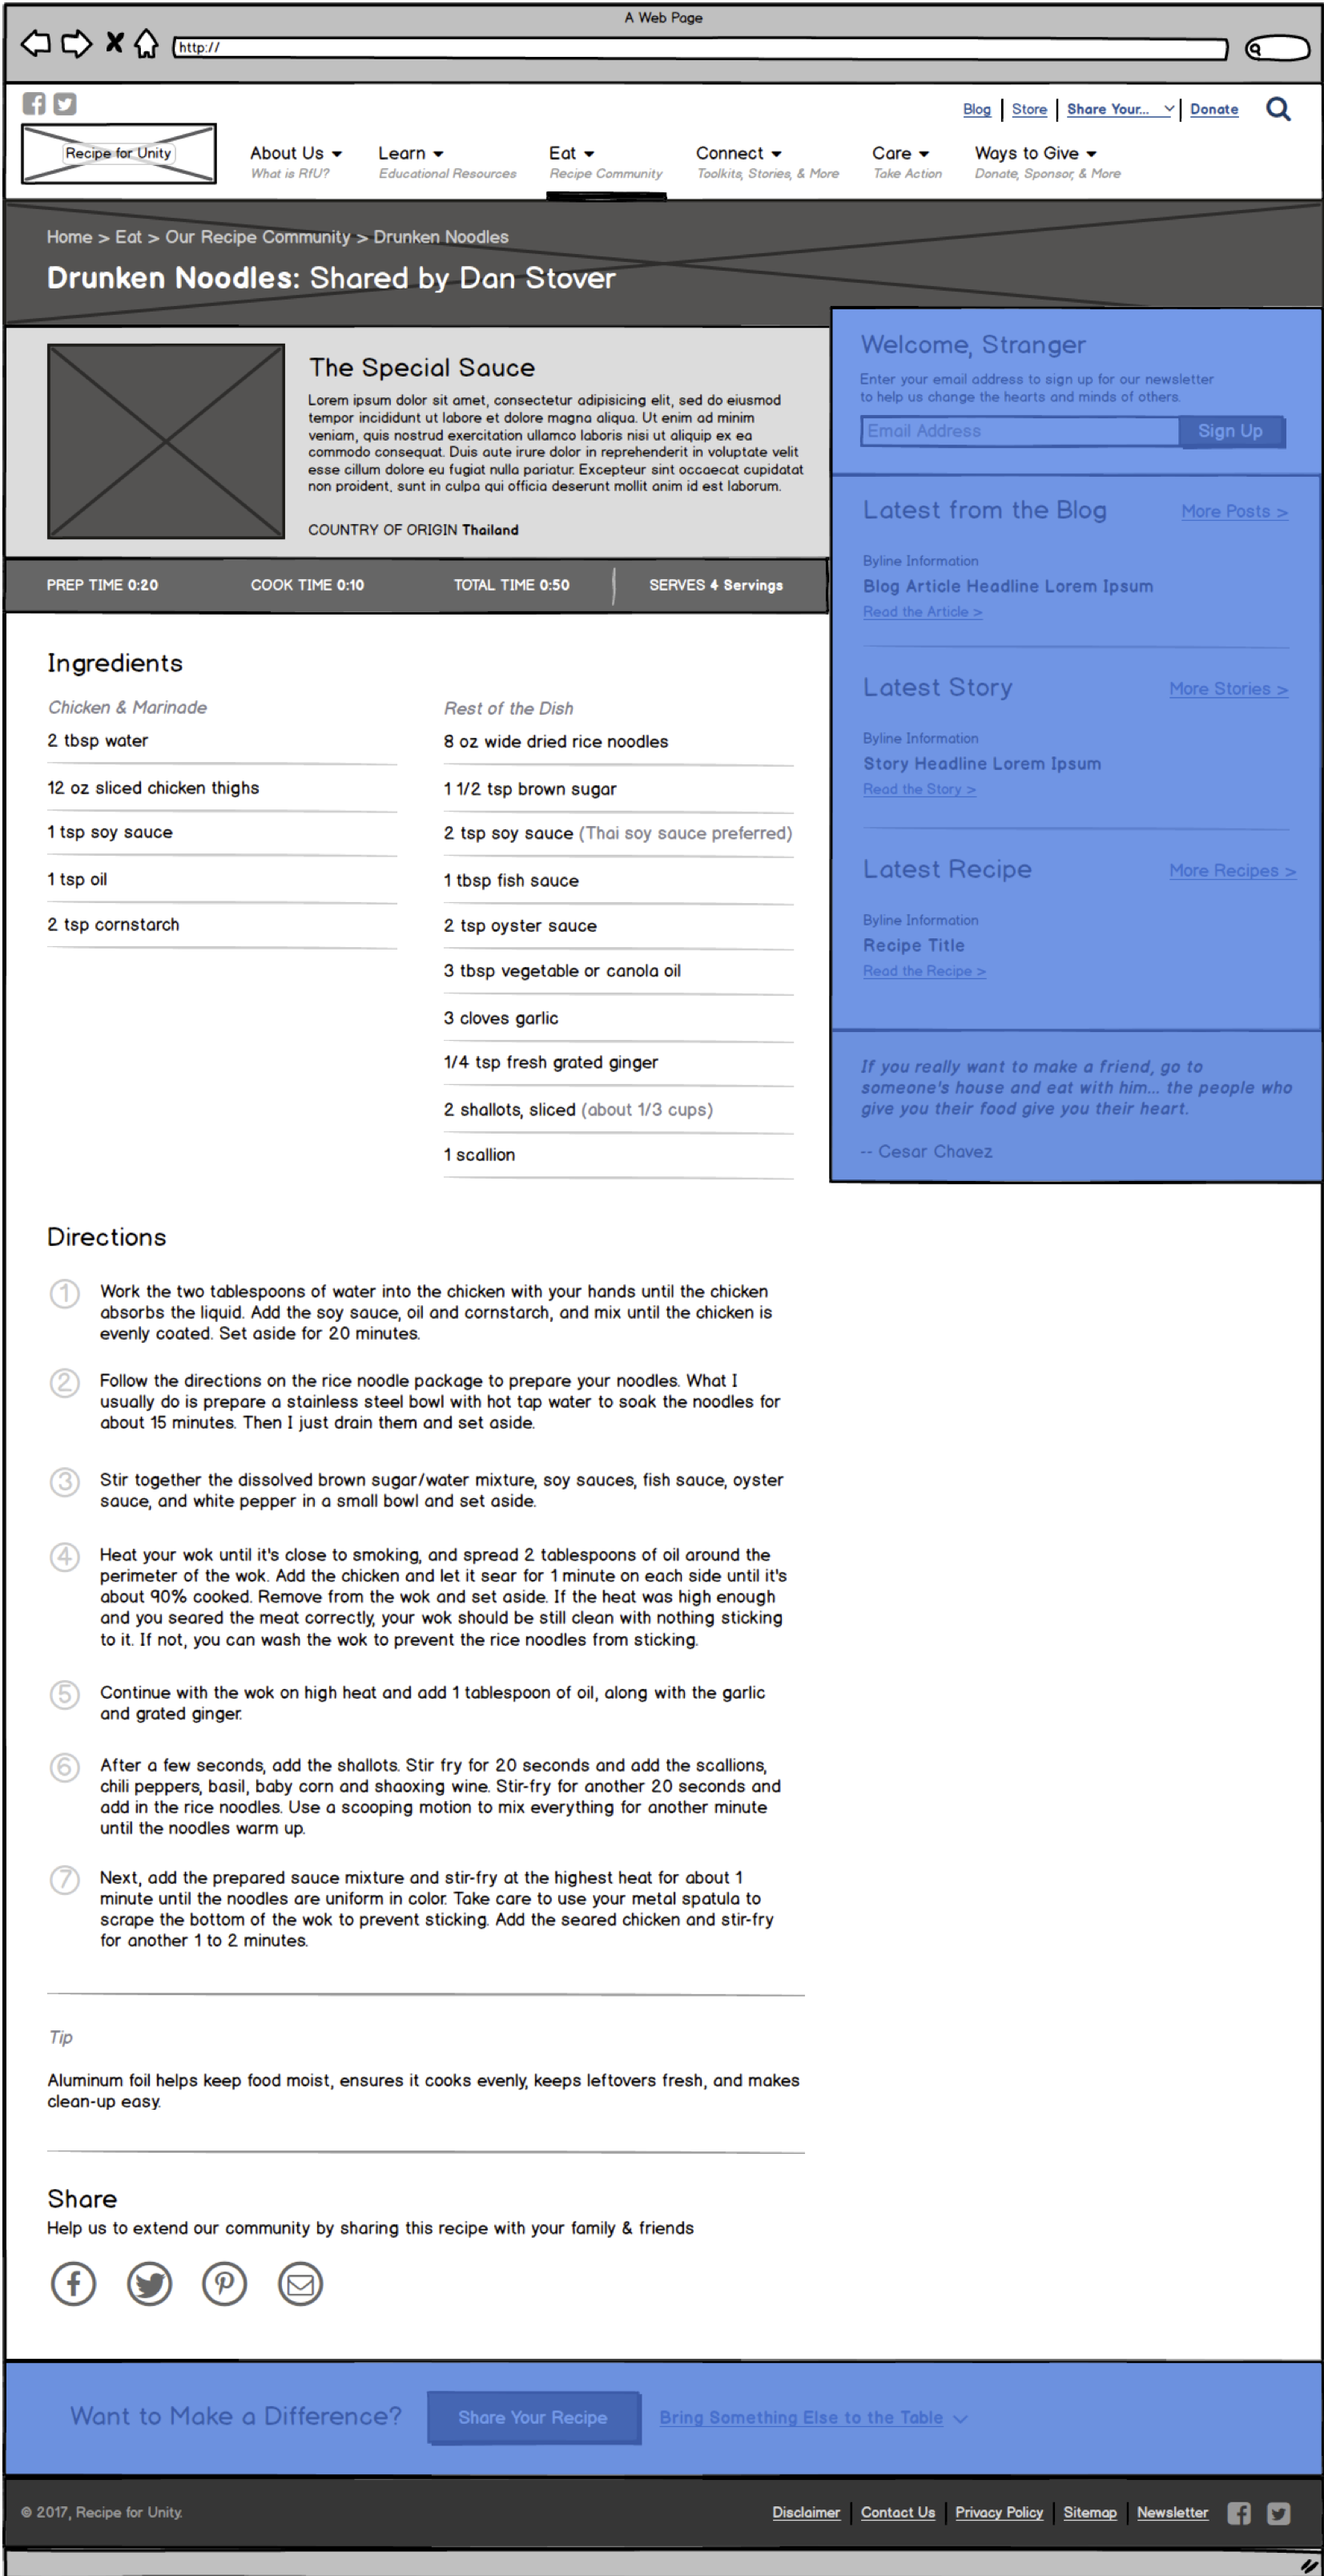 A Web Page
http://
Blog Store Share Your... Donate
Recipe for Unity
About Us Learn Eat Connect Care Ways to Give
What is RfU? Educational Resources Recipe Community Toolkits, Stories, & More Take Action Donate, Sponsor, & More
Home > Eat > Our Recipe Community > Drunken Noodles
Drunken Noodles: Shared by Dan Stover
The Special Sauce
Lorem ipsum dolor sit amet, consectetur adipisicing elit, sed do eiusmod
tempor incididunt ut labore et dolore magna aliqua. Ut enim ad minim
veniam, quis nostrud exercitation ullamco laboris nisi ut aliquip ex ea
commodo consequat. Duis aute irure dolor in reprehenderit in voluptate velit
esse cillum dolore eu fugiat nulla pariatur. Excepteur sint occaecat cupidatat
non proident, sunt in culpa qui officia deserunt mollit anim id est laborum.
COUNTRY OF ORIGIN Thailand
PREP TIME 0:20 COOK TIME 0:10 TOTAL TIME 0:50 SERVES 4 Servings
Welcome, Stranger
Enter your email address to sign up for our newsletter
to help us change the hearts and minds of others.
Email Address Sign Up
Latest from the Blog More Posts >
Byline Information
Blog Article Headline Lorem Ipsum
Read the Article >
Latest Story More Stories >
Byline Information
Story Headline Lorem Ipsum
Read the Story >
Latest Recipe More Recipes >
Byline Information
Recipe Title
Read the Recipe >
If you really want to make a friend, go to
someone's house and eat with him... the people who
give you their food give you their heart.
-- Cesar Chavez
Ingredients
Chicken & Marinade
2 tbsp water
12 oz sliced chicken thighs
1 tsp soy sauce
1 tsp oil
2 tsp cornstarch
Rest of the Dish
8 oz wide dried rice noodles
1 1/2 tsp brown sugar
2 tsp soy sauce (Thai soy sauce preferred)
1 tbsp fish sauce
2 tsp oyster sauce
3 tbsp vegetable or canola oil
3 cloves garlic
1/4 tsp fresh grated ginger
2 shallots, sliced (about 1/3 cups)
1 scallion
Directions
1 Work the two tablespoons of water into the chicken with your hands until the chicken
absorbs the liquid. Add the soy sauce, oil and cornstarch, and mix until the chicken is
evenly coated. Set aside for 20 minutes.
2 Follow the directions on the rice noodle package to prepare your noodles. What I
usually do is prepare a stainless steel bowl with hot tap water to soak the noodles for
about 15 minutes. Then I just drain them and set aside.
3 Stir together the dissolved brown sugar/water mixture, soy sauces, fish sauce, oyster
sauce, and white pepper in a small bowl and set aside.
4 Heat your wok until it's close to smoking, and spread 2 tablespoons of oil around the
perimeter of the wok. Add the chicken and let it sear for 1 minute on each side until it's
about 90% cooked. Remove from the wok and set aside. If the heat was high enough
and you seared the meat correctly, your wok should be still clean with nothing sticking
to it. If not, you can wash the wok to prevent the rice noodles from sticking.
5 Continue with the wok on high heat and add 1 tablespoon of oil, along with the garlic
and grated ginger.
6 After a few seconds, add the shallots. Stir fry for 20 seconds and add the scallions,
chili peppers, basil, baby corn and shaoxing wine. Stir-fry for another 20 seconds and
add in the rice noodles. Use a scooping motion to mix everything for another minute
until the noodles warm up.
7 Next, add the prepared sauce mixture and stir-fry at the highest heat for about 1
minute until the noodles are uniform in color. Take care to use your metal spatula to
scrape the bottom of the wok to prevent sticking. Add the seared chicken and stir-fry
for another 1 to 2 minutes.
Tip
Aluminum foil helps keep food moist, ensures it cooks evenly, keeps leftovers fresh, and makes
clean-up easy.
Share
Help us to extend our community by sharing this recipe with your family & friends
Want to Make a Difference? Share Your Recipe Bring Something Else to the Table
© 2017, Recipe for Unity. Disclaimer Contact Us Privacy Policy Sitemap Newsletter